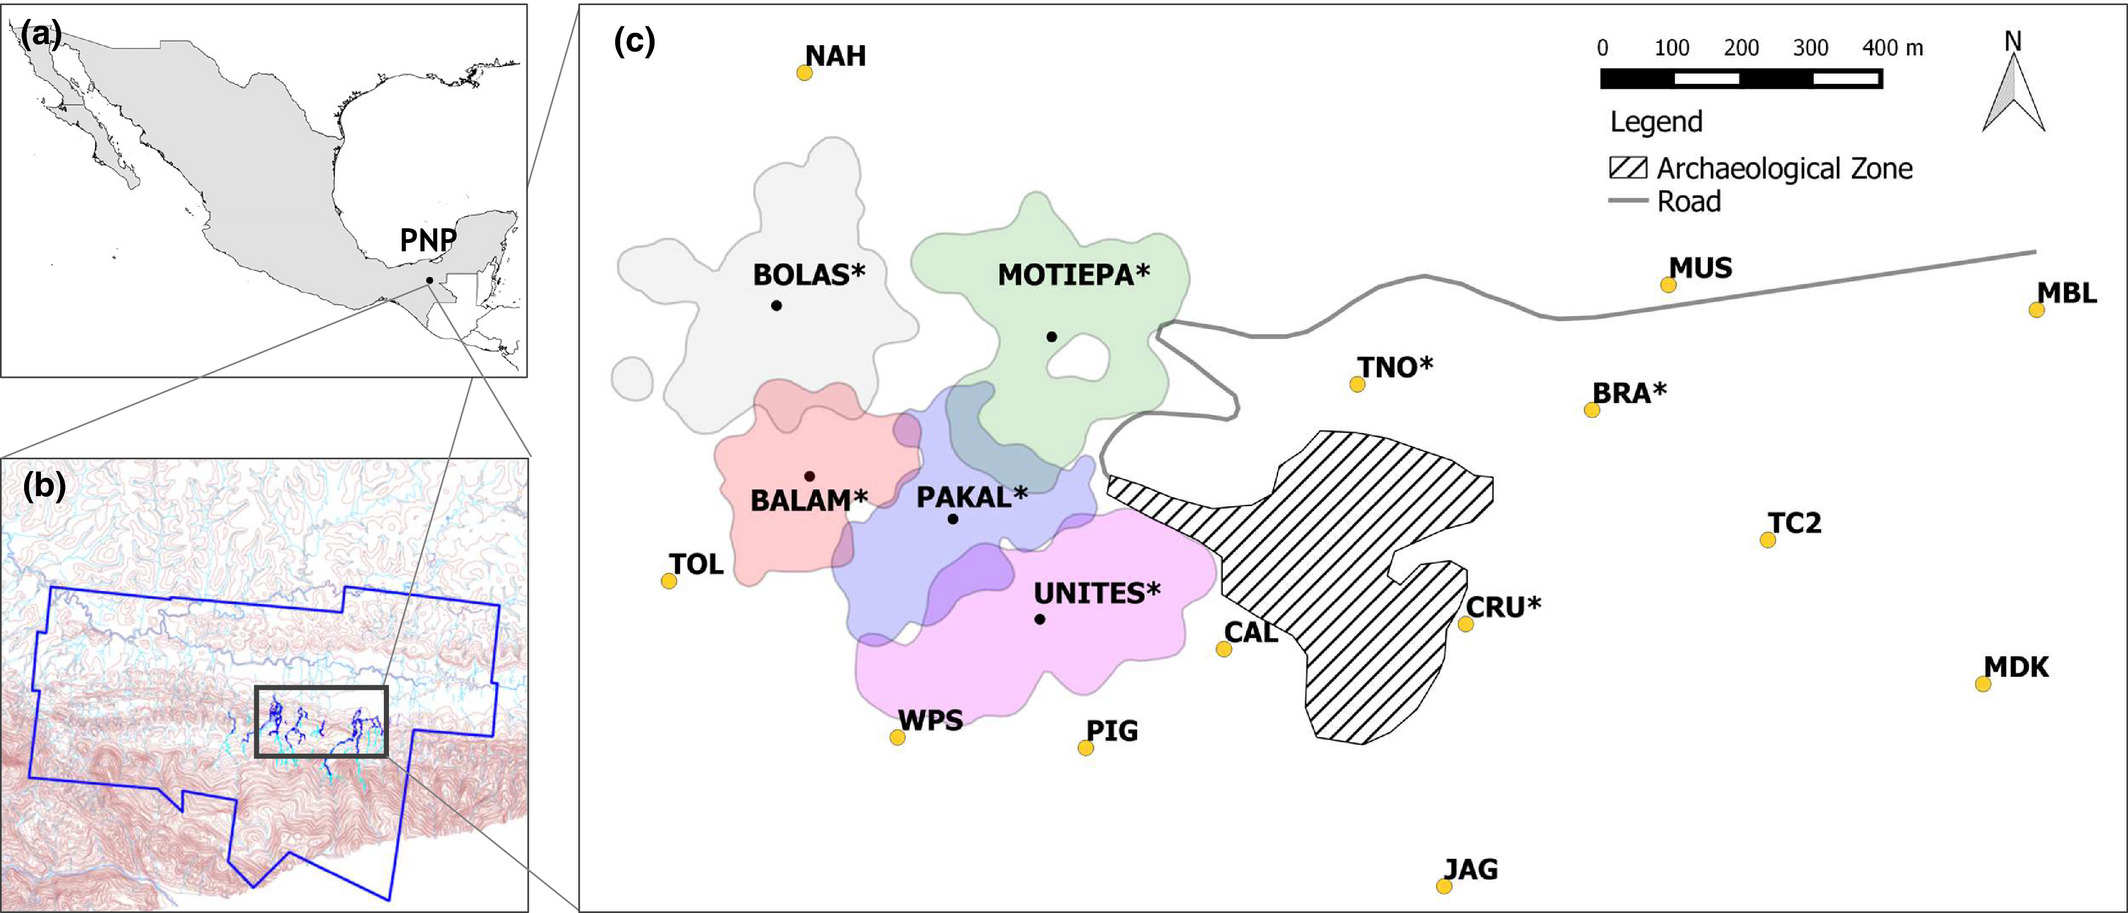 (a)
PNP
(b)
(c)
0 100 200 300 400 m
N
Legend
Archaeological Zone
Road
NAH
BOLAS*
MOTIEPA*
MUS
MBL
TNO*
BRA*
BALAM*
PAKAL*
TC2
TOL
UNITES*
CRU*
CAL
MDK
WPS
PIG
JAG